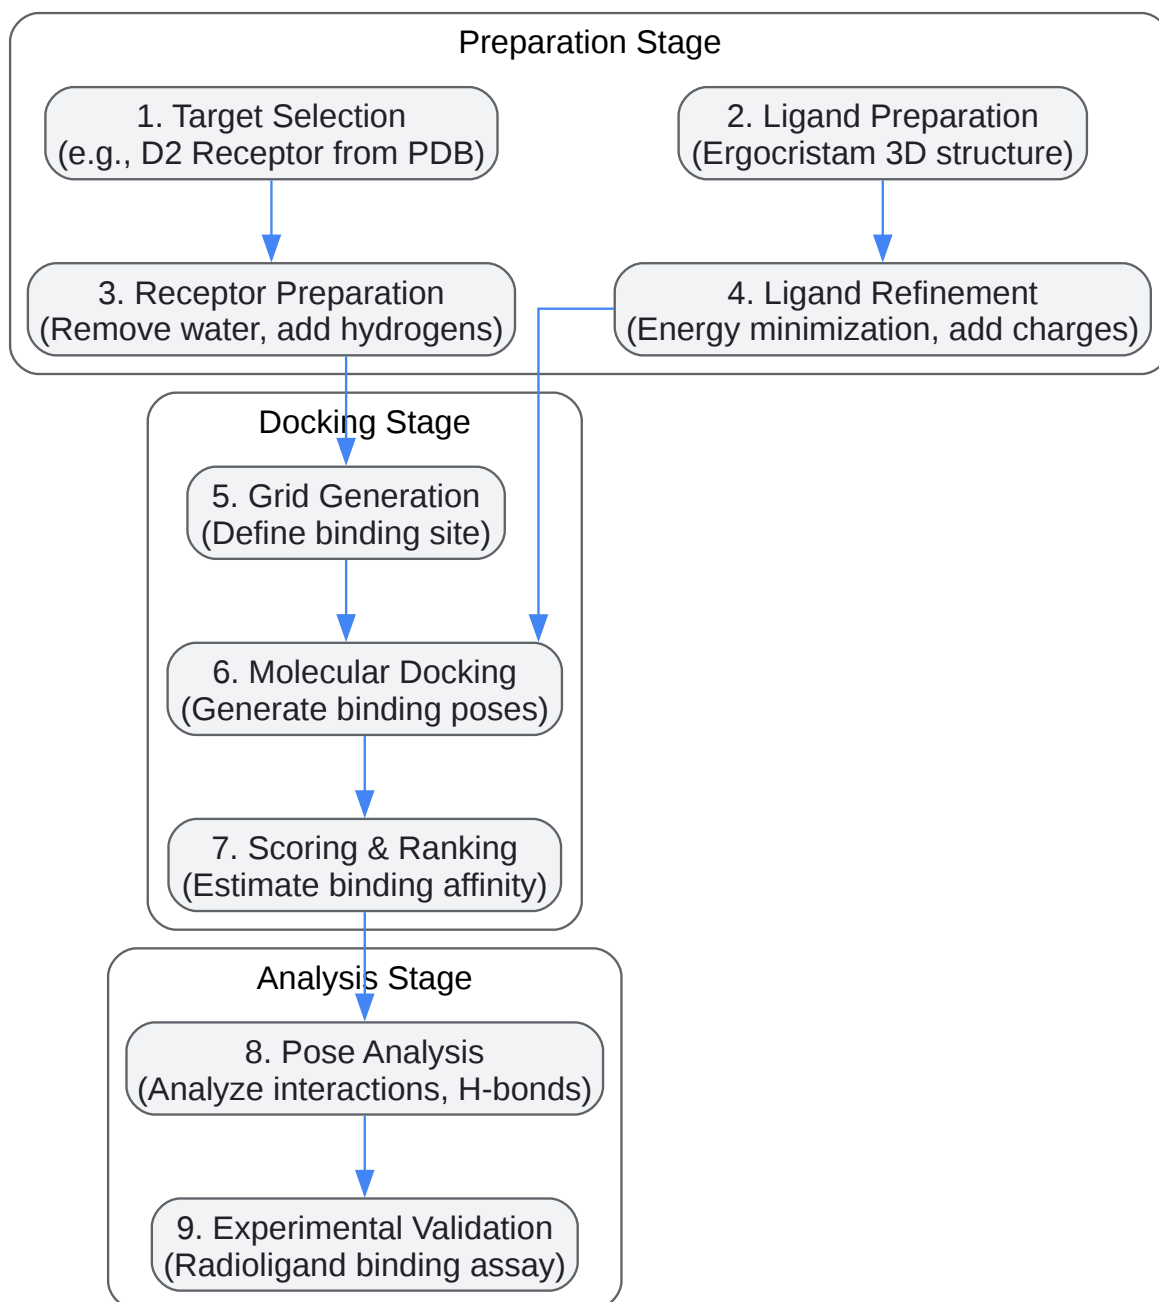 Preparation Stage
1. Target Selection
(e.g., D2 Receptor from PDB)
2. Ligand Preparation
(Ergocristam 3D structure)
3. Receptor Preparation
(Remove water, add hydrogens)
4. Ligand Refinement
(Energy minimization, add charges)
Docking Stage
5. Grid Generation
(Define binding site)
6. Molecular Docking
(Generate binding poses)
7. Scoring & Ranking
(Estimate binding affinity)
Analysis Stage
8. Pose Analysis
(Analyze interactions, H-bonds)
9. Experimental Validation
(Radioligand binding assay)